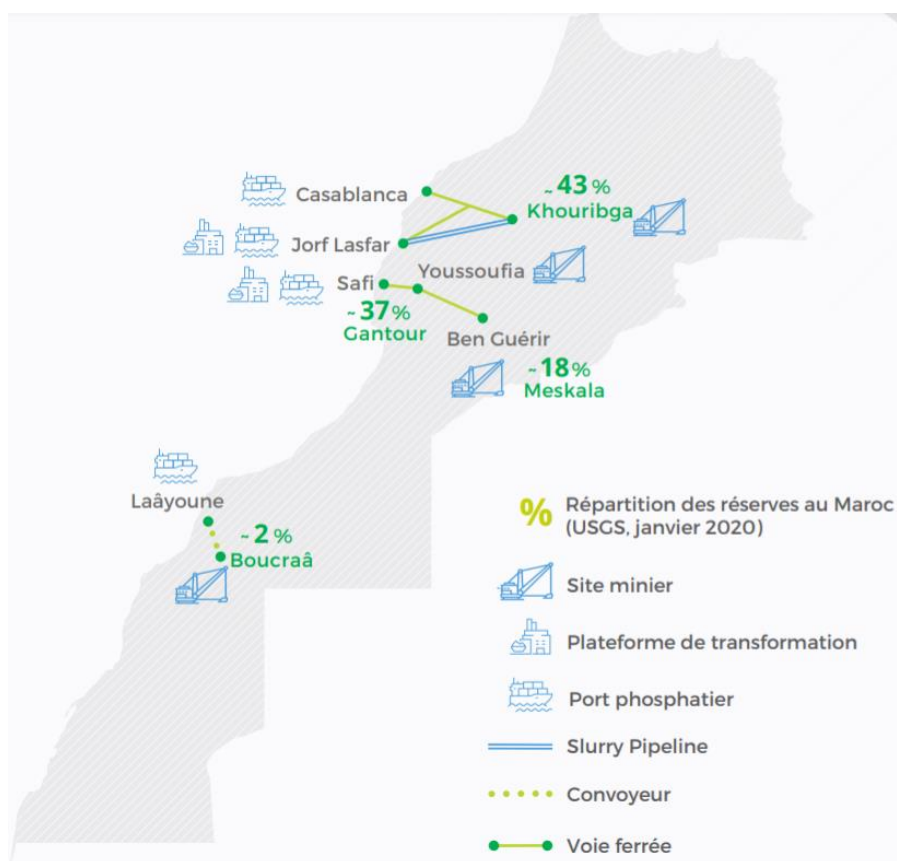 Casablanca
~43%
Khouribga
Jorf Lasfar
Youssoufia
Safi
~37%
Gantour
Ben Guérir
~18%
Meskala
Laâyoune
~2%
Boucraâ
% Répartition des réserves au Maroc
(USGS, janvier 2020)
Site minier
Plateforme de transformation
Port phosphatier
Slurry Pipeline
Convoyeur
Voie ferrée